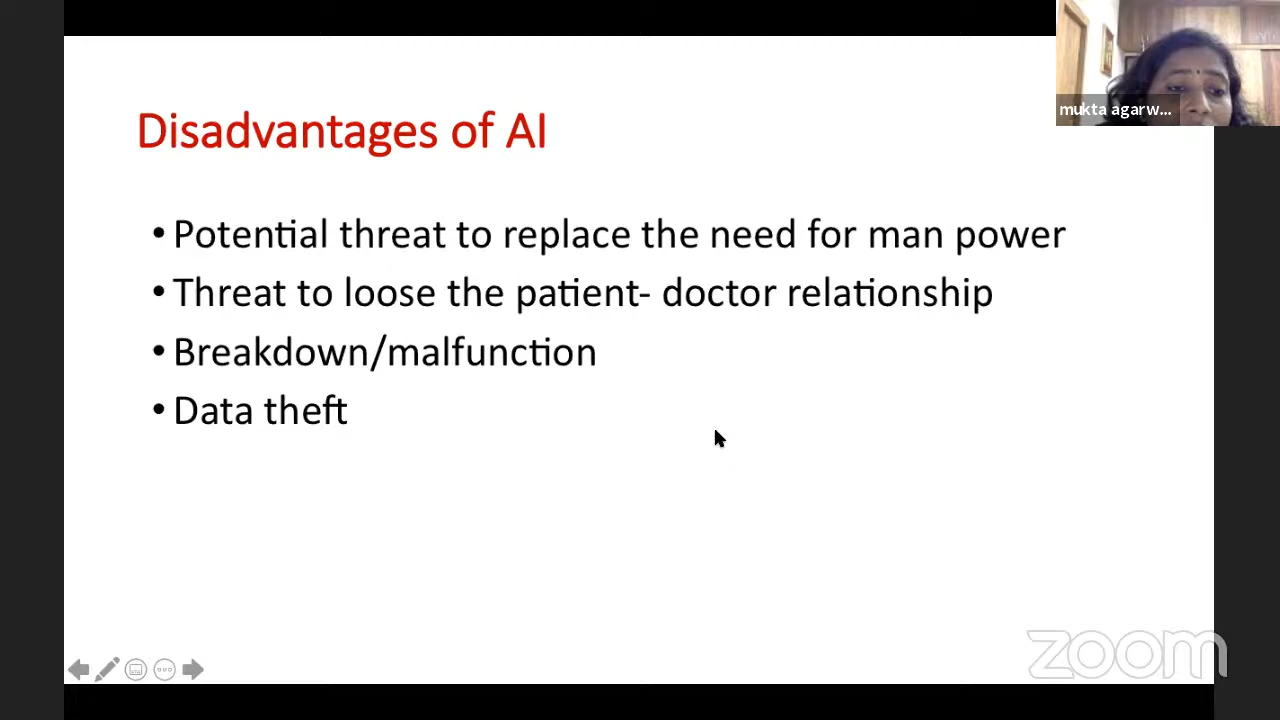 mukta agarw...
Disadvantages of AI
• Potential threat to replace the need for man power
• Threat to loose the patient- doctor relationship
• Breakdown/malfunction
• Data theft
zoom